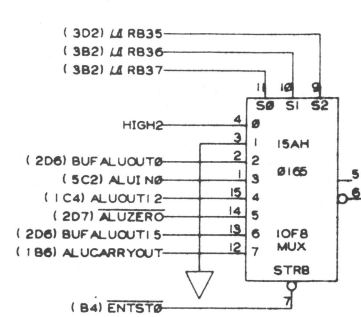 (3D2) RB35
(3B2) RB36
(3B2) RB37
11 10 9
S0 S1 S2
HIGH2 4 0
3 1 15AH
(2D6) BUFALUOUT0 2 2 0165
(5C2) ALUIN0 1 3 5
(1C4) ALUOUT12 15 4 6
(2D7) ALUZERO 14 5
(2D6) BUFALUOUT15 13 6 1OF8
(1B6) ALUCARRYOUT 12 7 MUX
STRB
7
(B4) ENTST0